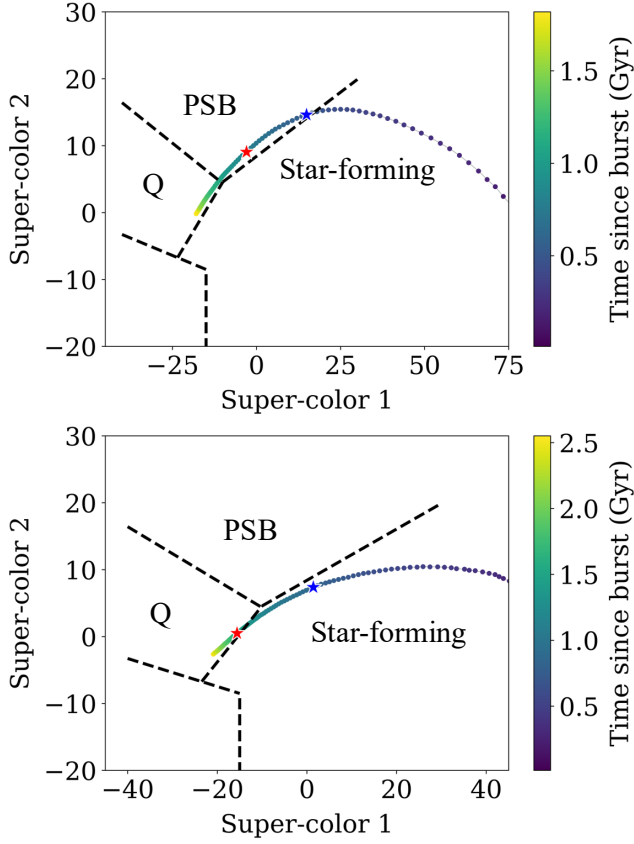 30
20
10
0
−10
−20
−25
0
25
50
75
Super-color 1
Super-color 2
PSB
Q
Star-forming
1.5
1.0
0.5
Time since burst (Gyr)
30
20
10
0
−10
−20
−40
−20
0
20
40
Super-color 1
Super-color 2
PSB
Q
Star-forming
2.5
2.0
1.5
1.0
0.5
Time since burst (Gyr)